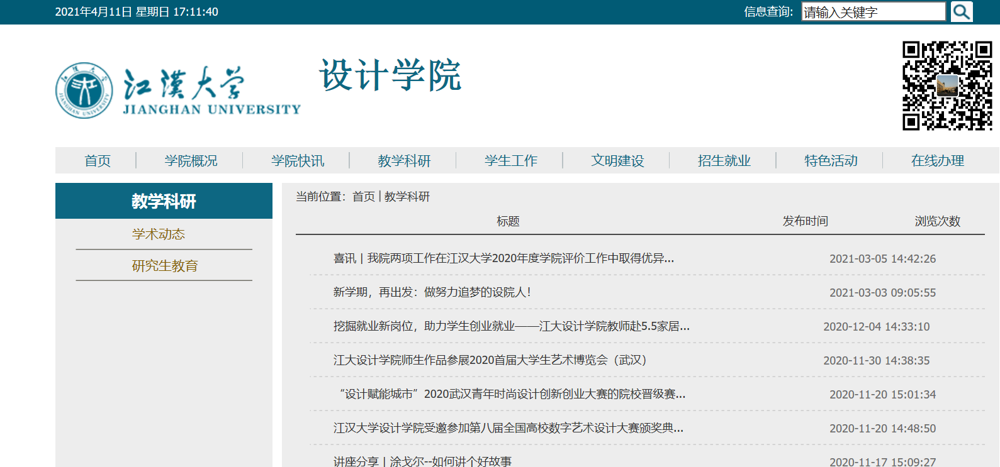 2021年4月11日 星期日 17:11:40
信息查询:
请输入关键字
江漢大学
JIANGHAN UNIVERSITY
设计学院
首页 学院概况 学院快讯 教学科研 学生工作 文明建设 招生就业 特色活动 在线办理
教学科研
学术动态
研究生教育
当前位置：首页 | 教学科研
标题 发布时间 浏览次数
喜讯 | 我院两项工作在江汉大学2020年度学院评价工作中取得优异... 2021-03-05 14:42:26
新学期，再出发：做努力追梦的设院人！ 2021-03-03 09:05:55
挖掘就业新岗位，助力学生创业就业——江大设计学院教师赴5.5家居... 2020-12-04 14:33:10
江大设计学院师生作品参展2020首届大学生艺术博览会（武汉） 2020-11-30 14:38:35
“设计赋能城市”2020武汉青年时尚设计创新创业大赛的院校晋级赛... 2020-11-20 15:01:34
江汉大学设计学院受邀参加第八届全国高校数字艺术设计大赛颁奖典... 2020-11-20 14:48:50
讲座分享 | 涂戈尔--如何讲个好故事 2020-11-17 15:09:27